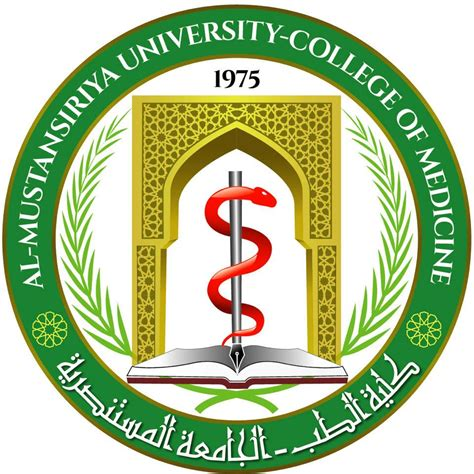 AL-MUSTANSIRIYA UNIVERSITY-COLLEGE OF MEDICINE
1975
كلية الطب - الجامعة المستنصرية